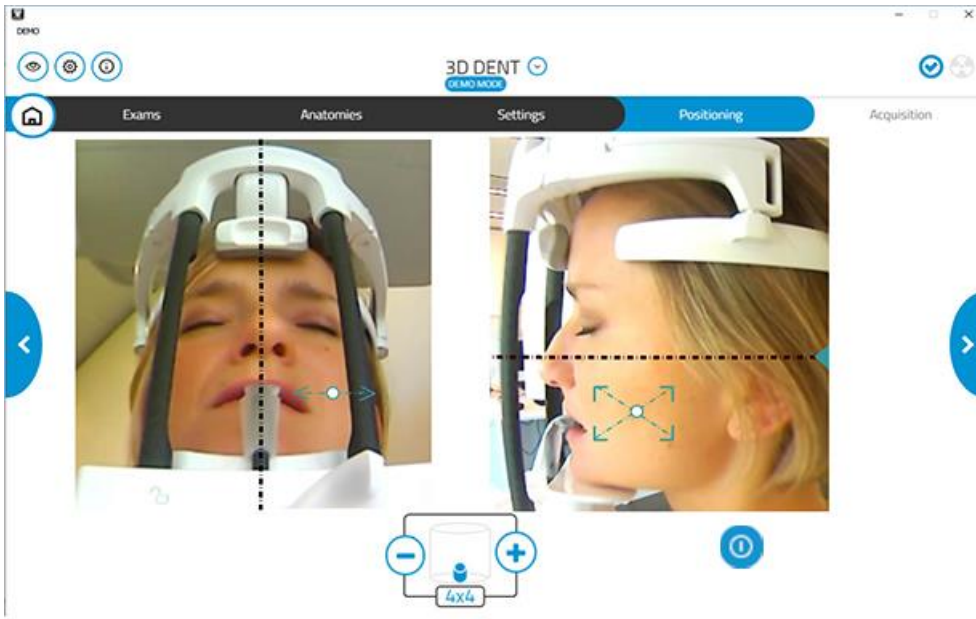 DEMO
3D DENT
DEMO MODE
Exams
Anatomies
Settings
Positioning
Acquisition
4x4